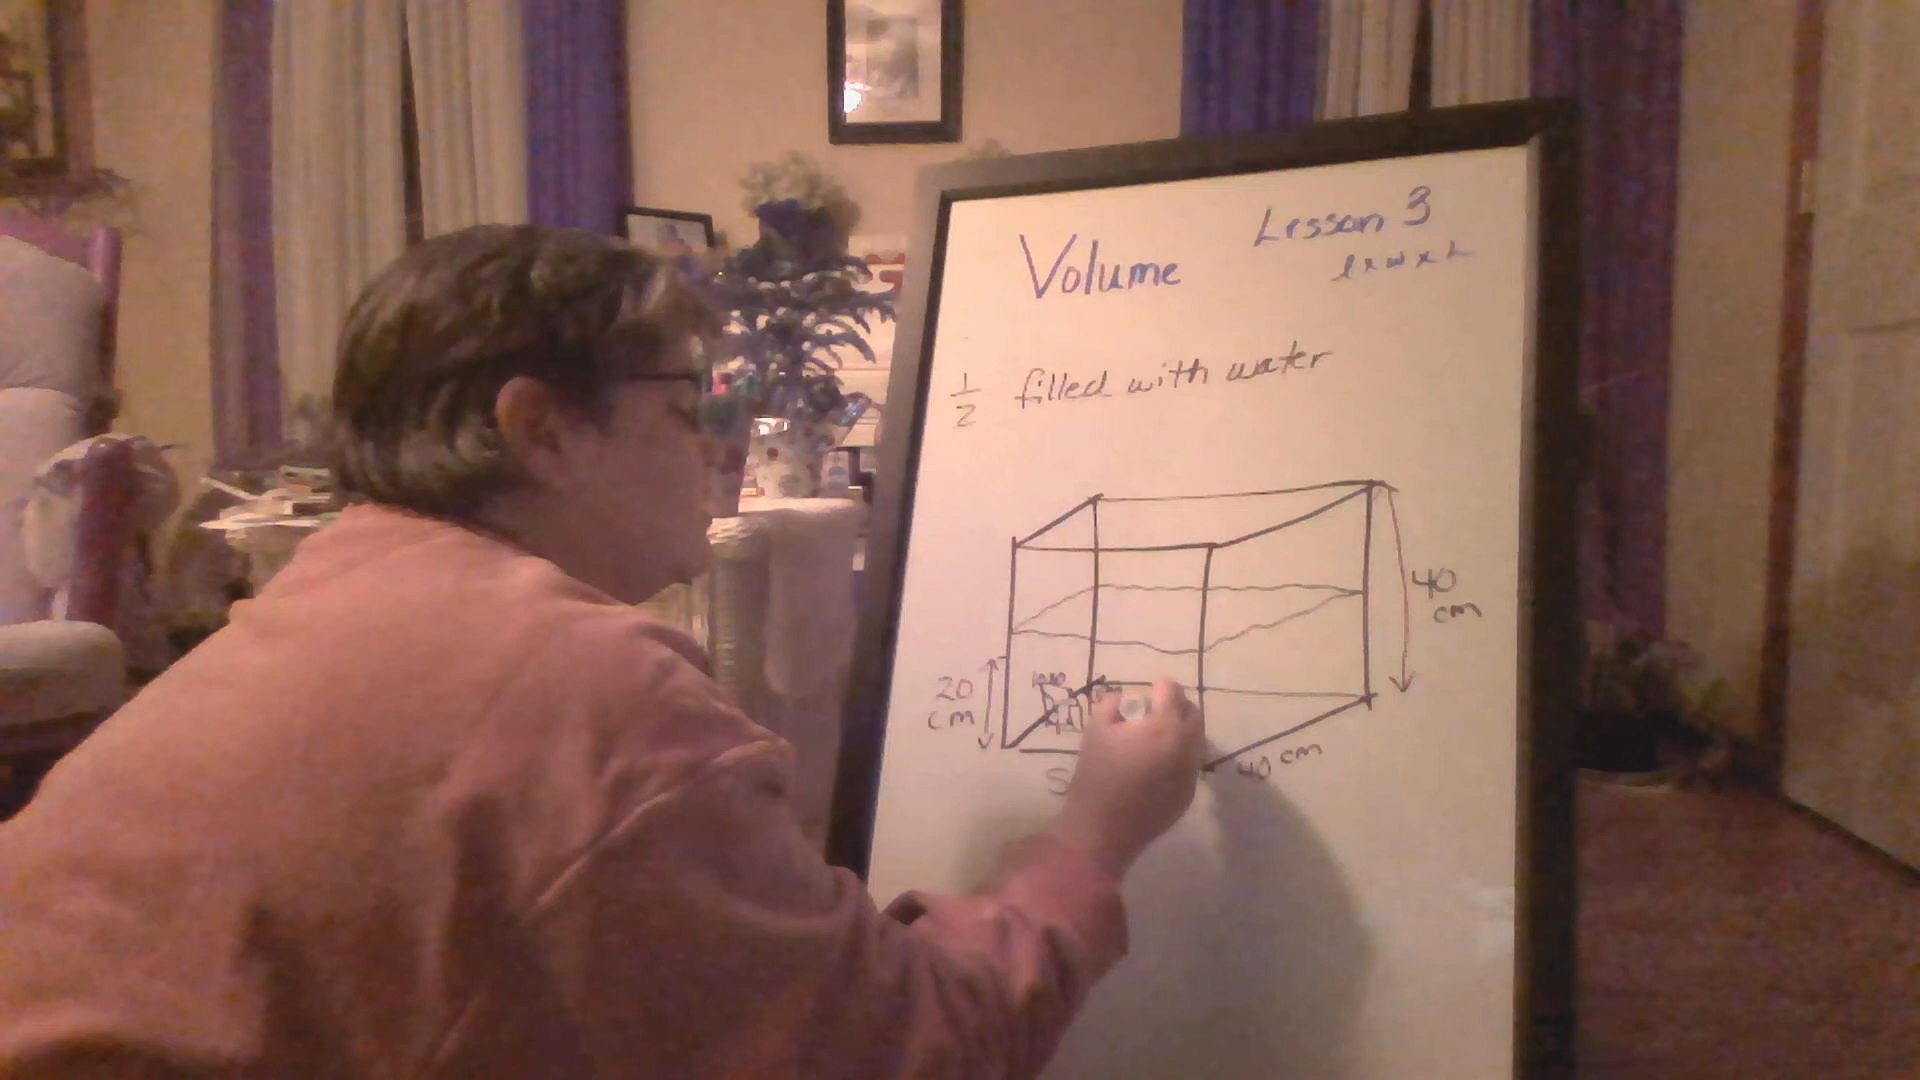 Lesson 3
Volume
l x w x h
1/2 filled with water
40
cm
20
cm
40 cm